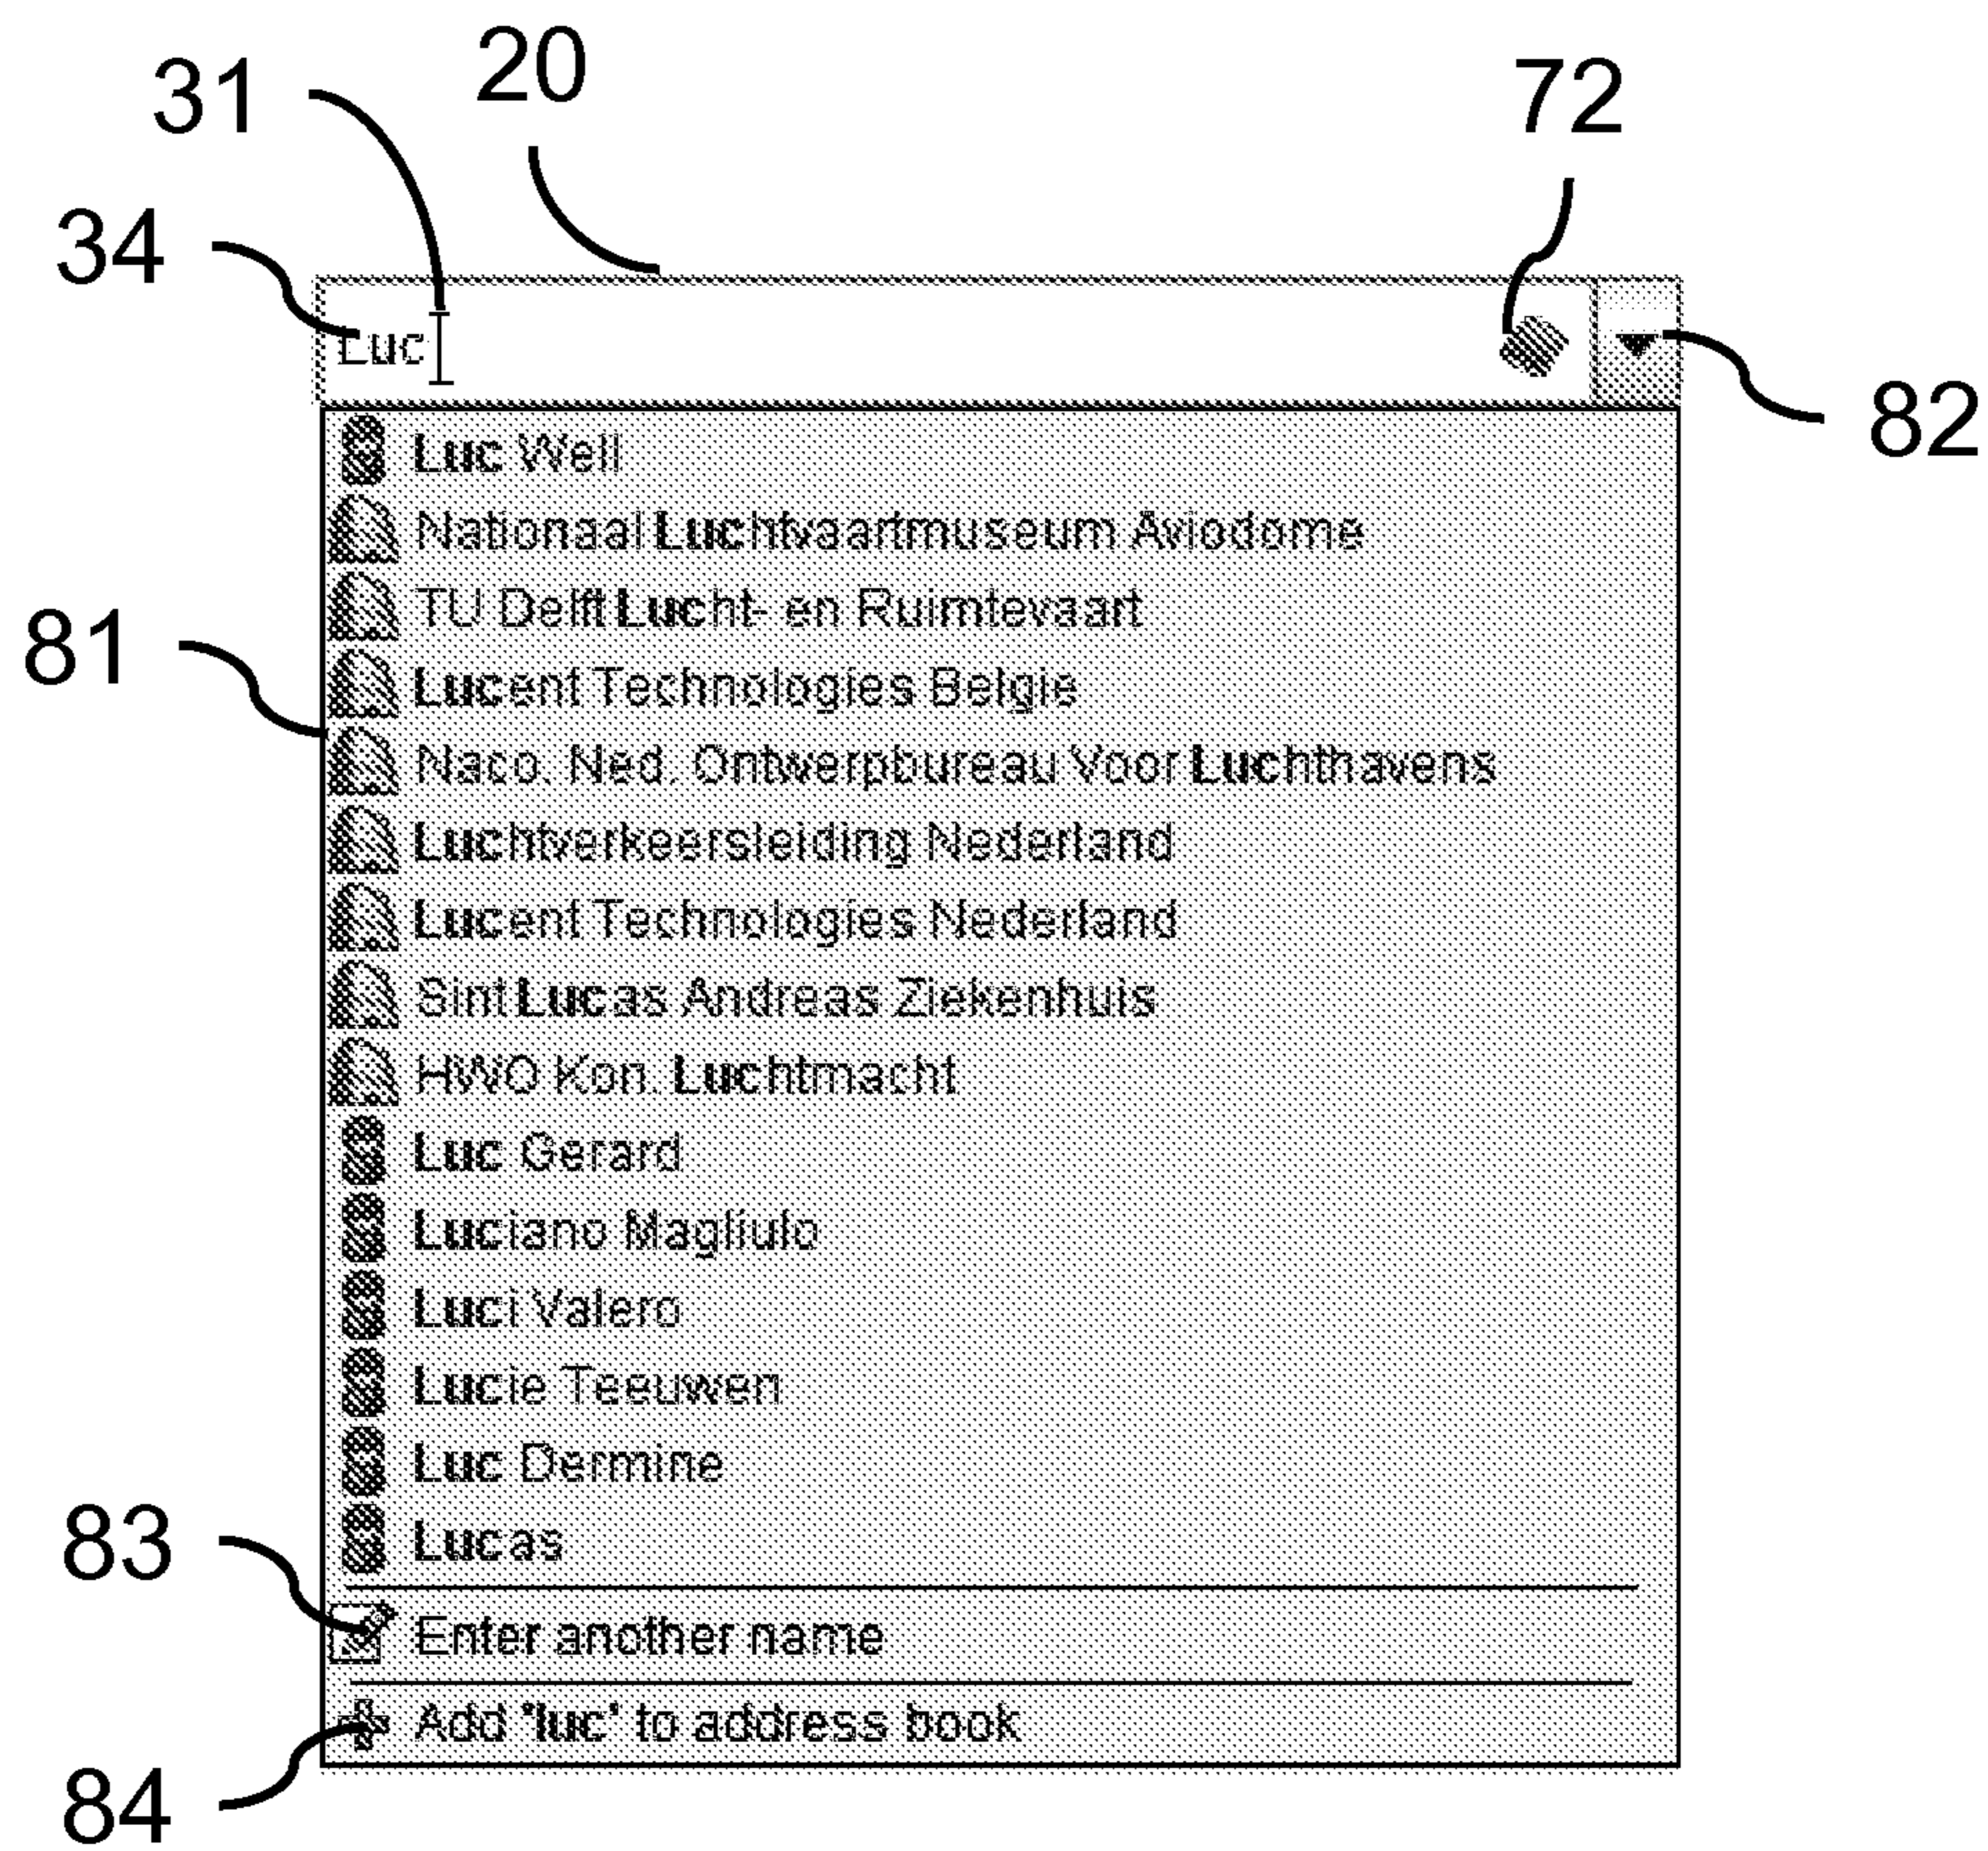 20
31
72
34
Luc
82
Luc Well
Nationaal Luchtvaartmuseum Aviodome
TU Delft Lucht- en Ruimtevaart
81
Lucent Technologies Belgie
Naco. Ned. Ontwerpbureau Voor Luchthavens
Luchtverkeersleiding Nederland
Lucent Technologies Nederland
Sint Lucas Andreas Ziekenhuis
HWO Kon. Luchtmacht
Luc Gerard
Luciano Magliulo
Luci Valero
Lucie Teeuwen
Luc Dermine
Lucas
83
Enter another name
Add 'luc' to address book
84